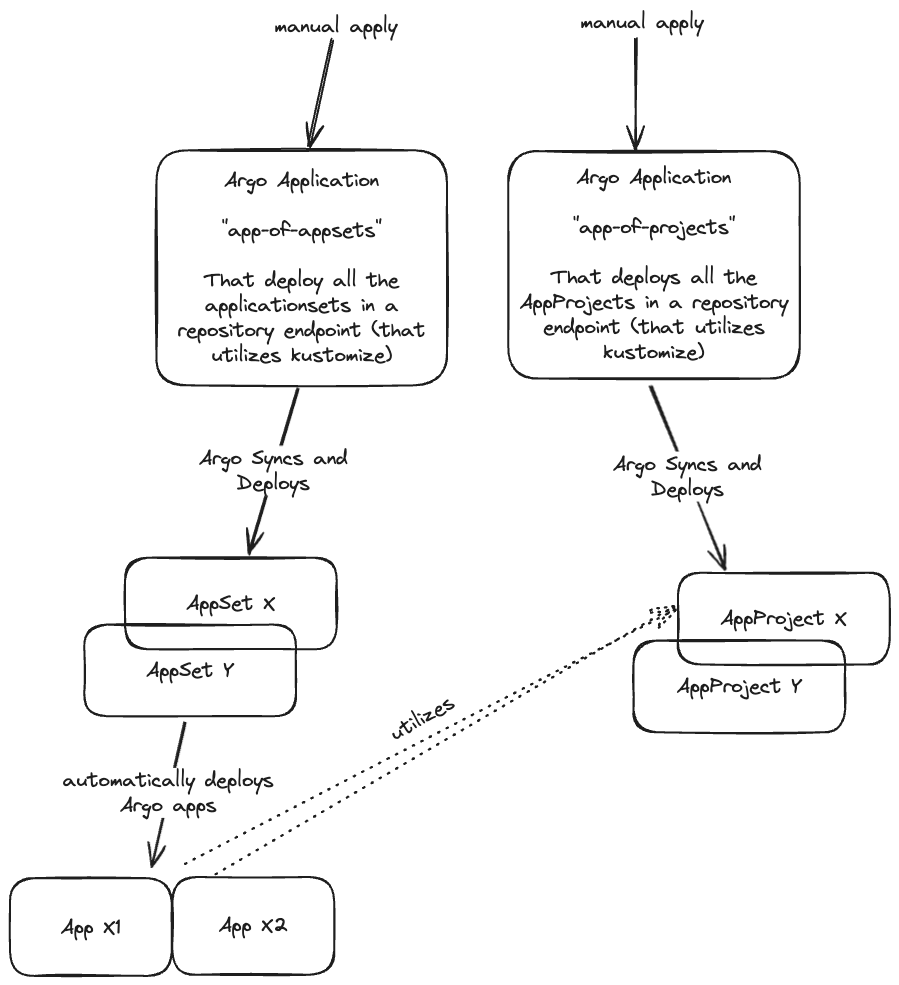 manual apply
manual apply
Argo Application
"app-of-appsets"
That deploy all the
applicationsets in a
repository endpoint (that
utilizes kustomize)
Argo Application
"app-of-projects"
That deploys all the
AppProjects in a repository
endpoint (that utilizes
kustomize)
Argo Syncs and
Deploys
Argo Syncs and
Deploys
AppSet X
AppSet Y
AppProject X
AppProject Y
utilizes
automatically deploys
Argo apps
App X1
App X2